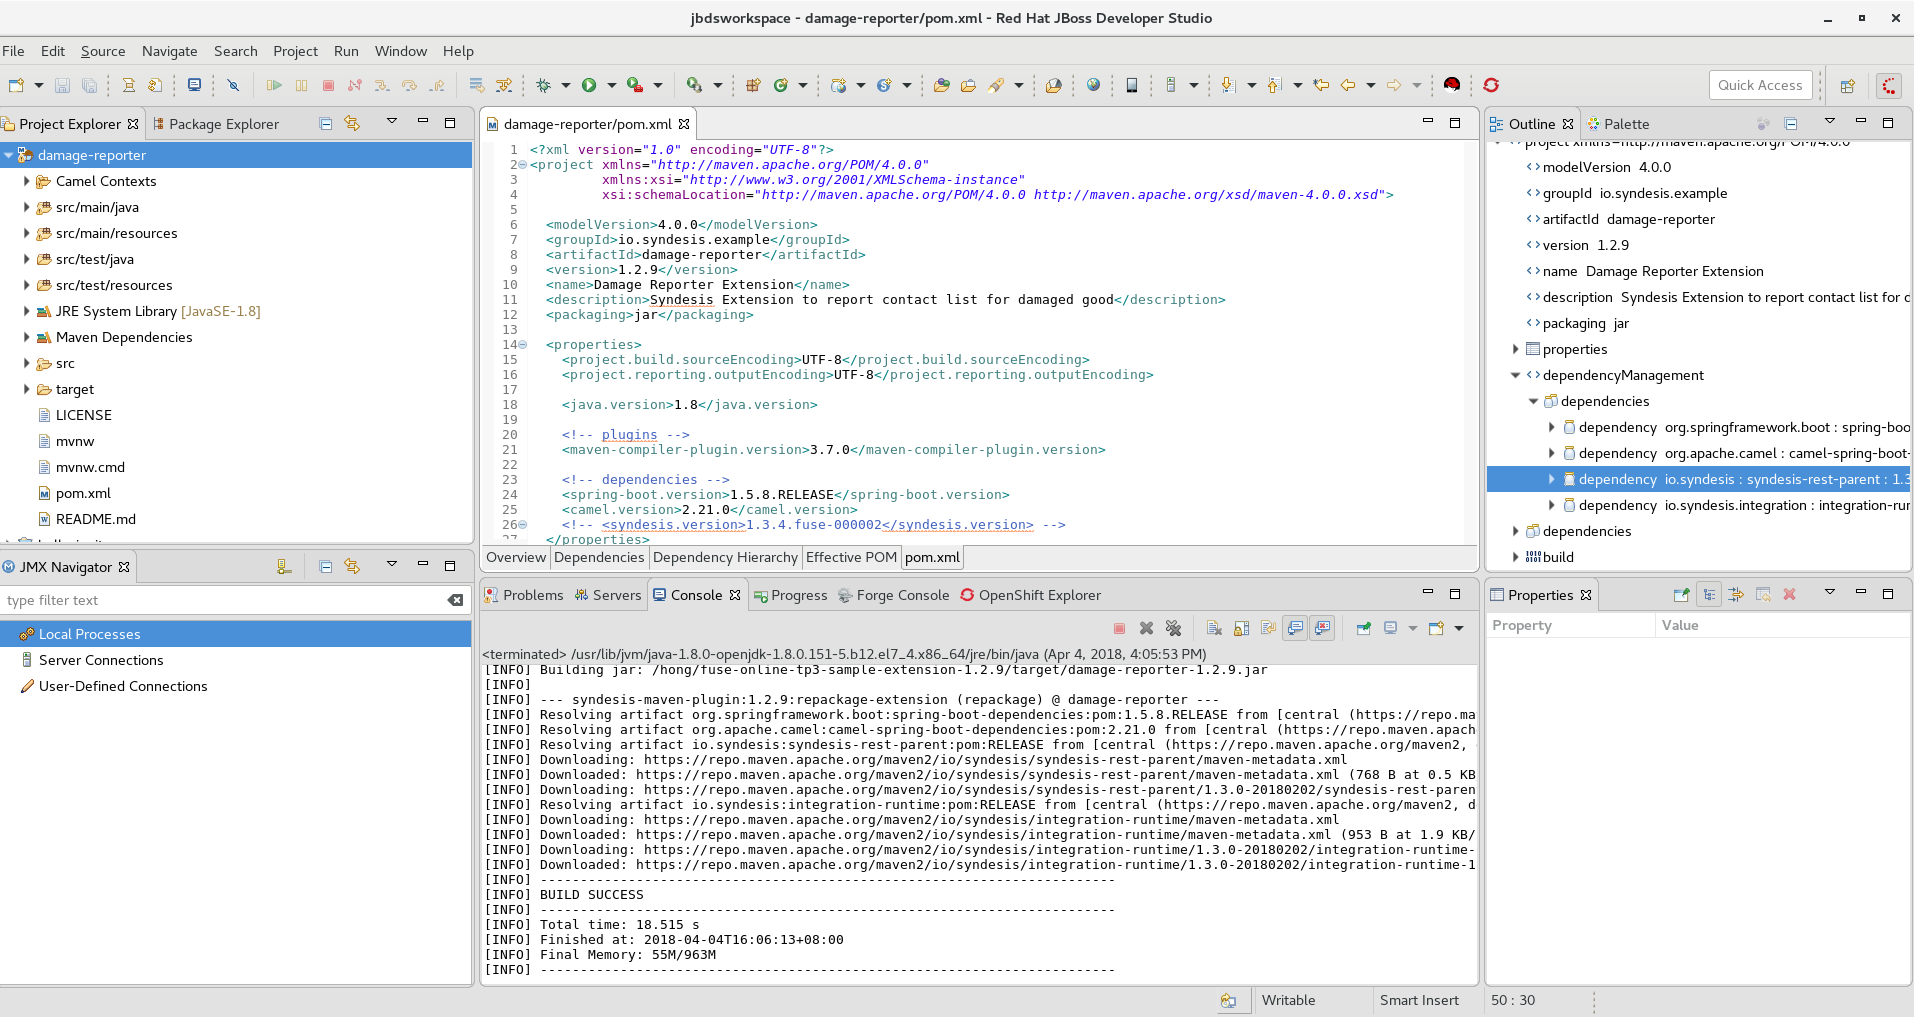 jbdsworkspace - damage-reporter/pom.xml - Red Hat JBoss Developer Studio
File Edit Source Navigate Search Project Run Window Help
Quick Access
Project Explorer Package Explorer
damage-reporter
Camel Contexts
src/main/java
src/main/resources
src/test/java
src/test/resources
JRE System Library [JavaSE-1.8]
Maven Dependencies
src
target
LICENSE
mvnw
mvnw.cmd
pom.xml
README.md
JMX Navigator
type filter text
Local Processes
Server Connections
User-Defined Connections
damage-reporter/pom.xml
1 <?xml version="1.0" encoding="UTF-8"?>
2 <project xmlns="http://maven.apache.org/POM/4.0.0"
3 xmlns:xsi="http://www.w3.org/2001/XMLSchema-instance"
4 xsi:schemaLocation="http://maven.apache.org/POM/4.0.0 http://maven.apache.org/xsd/maven-4.0.0.xsd">
5
6 <modelVersion>4.0.0</modelVersion>
7 <groupId>io.syndesis.example</groupId>
8 <artifactId>damage-reporter</artifactId>
9 <version>1.2.9</version>
10 <name>Damage Reporter Extension</name>
11 <description>Syndesis Extension to report contact list for damaged good</description>
12 <packaging>jar</packaging>
13
14 <properties>
15 <project.build.sourceEncoding>UTF-8</project.build.sourceEncoding>
16 <project.reporting.outputEncoding>UTF-8</project.reporting.outputEncoding>
17
18 <java.version>1.8</java.version>
19
20 <!-- plugins -->
21 <maven-compiler-plugin.version>3.7.0</maven-compiler-plugin.version>
22
23 <!-- dependencies -->
24 <spring-boot.version>1.5.8.RELEASE</spring-boot.version>
25 <camel.version>2.21.0</camel.version>
26 <!-- <syndesis.version>1.3.4.fuse-000002</syndesis.version> -->
27 </properties>
Overview Dependencies Dependency Hierarchy Effective POM pom.xml
Problems Servers Console Progress Forge Console OpenShift Explorer
<terminated> /usr/lib/jvm/java-1.8.0-openjdk-1.8.0.151-5.b12.el7_4.x86_64/jre/bin/java (Apr 4, 2018, 4:05:53 PM)
[INFO] Building jar: /hong/fuse-online-tp3-sample-extension-1.2.9/target/damage-reporter-1.2.9.jar
[INFO]
[INFO] --- syndesis-maven-plugin:1.2.9:repackage-extension (repackage) @ damage-reporter ---
[INFO] Resolving artifact org.springframework.boot:spring-boot-dependencies:pom:1.5.8.RELEASE from [central (https://repo.ma
[INFO] Resolving artifact org.apache.camel:camel-spring-boot-dependencies:pom:2.21.0 from [central (https://repo.maven.apach
[INFO] Resolving artifact io.syndesis:syndesis-rest-parent:pom:RELEASE from [central (https://repo.maven.apache.org/maven2,
[INFO] Downloading: https://repo.maven.apache.org/maven2/io/syndesis/syndesis-rest-parent/maven-metadata.xml
[INFO] Downloaded: https://repo.maven.apache.org/maven2/io/syndesis/syndesis-rest-parent/maven-metadata.xml (768 B at 0.5 KB
[INFO] Downloading: https://repo.maven.apache.org/maven2/io/syndesis/syndesis-rest-parent/1.3.0-20180202/syndesis-rest-paren
[INFO] Resolving artifact io.syndesis:integration-runtime:pom:RELEASE from [central (https://repo.maven.apache.org/maven2, d
[INFO] Downloading: https://repo.maven.apache.org/maven2/io/syndesis/integration-runtime/maven-metadata.xml
[INFO] Downloaded: https://repo.maven.apache.org/maven2/io/syndesis/integration-runtime/maven-metadata.xml (953 B at 1.9 KB/
[INFO] Downloading: https://repo.maven.apache.org/maven2/io/syndesis/integration-runtime/1.3.0-20180202/integration-runtime-
[INFO] Downloaded: https://repo.maven.apache.org/maven2/io/syndesis/integration-runtime/1.3.0-20180202/integration-runtime-1
[INFO] ------------------------------------------------------------------------
[INFO] BUILD SUCCESS
[INFO] ------------------------------------------------------------------------
[INFO] Total time: 18.515 s
[INFO] Finished at: 2018-04-04T16:06:13+08:00
[INFO] Final Memory: 55M/963M
[INFO] ------------------------------------------------------------------------
Outline Palette
project xmlns=http://maven.apache.org/POM/4.0.0
modelVersion 4.0.0
groupId io.syndesis.example
artifactId damage-reporter
version 1.2.9
name Damage Reporter Extension
description Syndesis Extension to report contact list for
packaging jar
properties
dependencyManagement
dependencies
dependency org.springframework.boot : spring-boo
dependency org.apache.camel : camel-spring-boot-
dependency io.syndesis : syndesis-rest-parent : 1.3
dependency io.syndesis.integration : integration-run
dependencies
build
Properties
Property Value
Writable Smart Insert 50 : 30